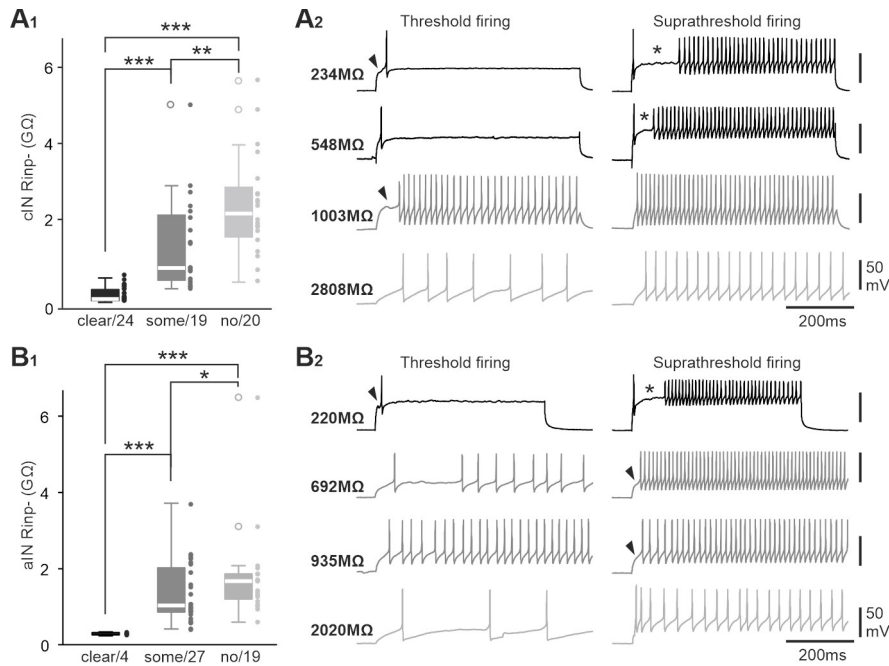 A1
***
***
**
6
4
2
0
cIN Rinp- (GΩ)
clear/24 some/19 no/20
A2
Threshold firing Suprathreshold firing
234MΩ
*
548MΩ
*
1003MΩ
2808MΩ
50
mV
200ms
B1
***
*
***
6
4
2
0
aIN Rinp- (GΩ)
clear/4 some/27 no/19
B2
Threshold firing Suprathreshold firing
220MΩ
*
692MΩ
935MΩ
2020MΩ
50
mV
200ms